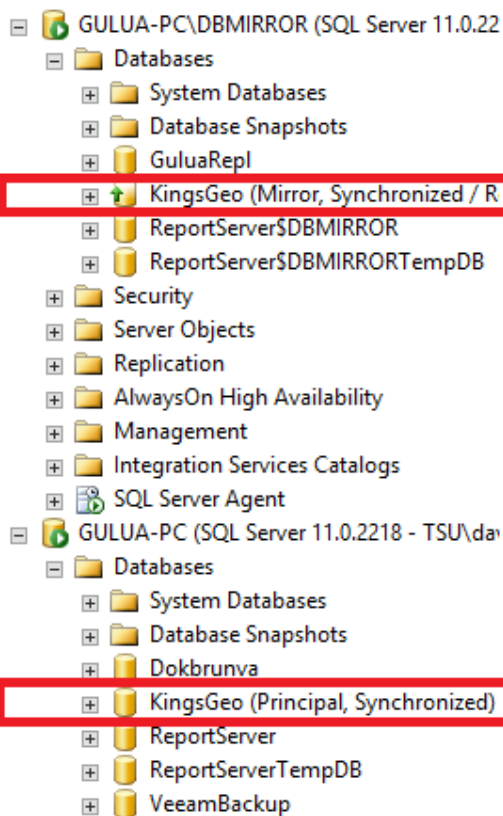 GULUA-PC\DBMIRROR (SQL Server 11.0.22
Databases
System Databases
Database Snapshots
GuluaRepl
KingsGeo (Mirror, Synchronized / R
ReportServer$DBMIRROR
ReportServer$DBMIRRORTempDB
Security
Server Objects
Replication
AlwaysOn High Availability
Management
Integration Services Catalogs
SQL Server Agent
GULUA-PC (SQL Server 11.0.2218 - TSU\dav
Databases
System Databases
Database Snapshots
Dokbrunva
KingsGeo (Principal, Synchronized)
ReportServer
ReportServerTempDB
VeeamBackup